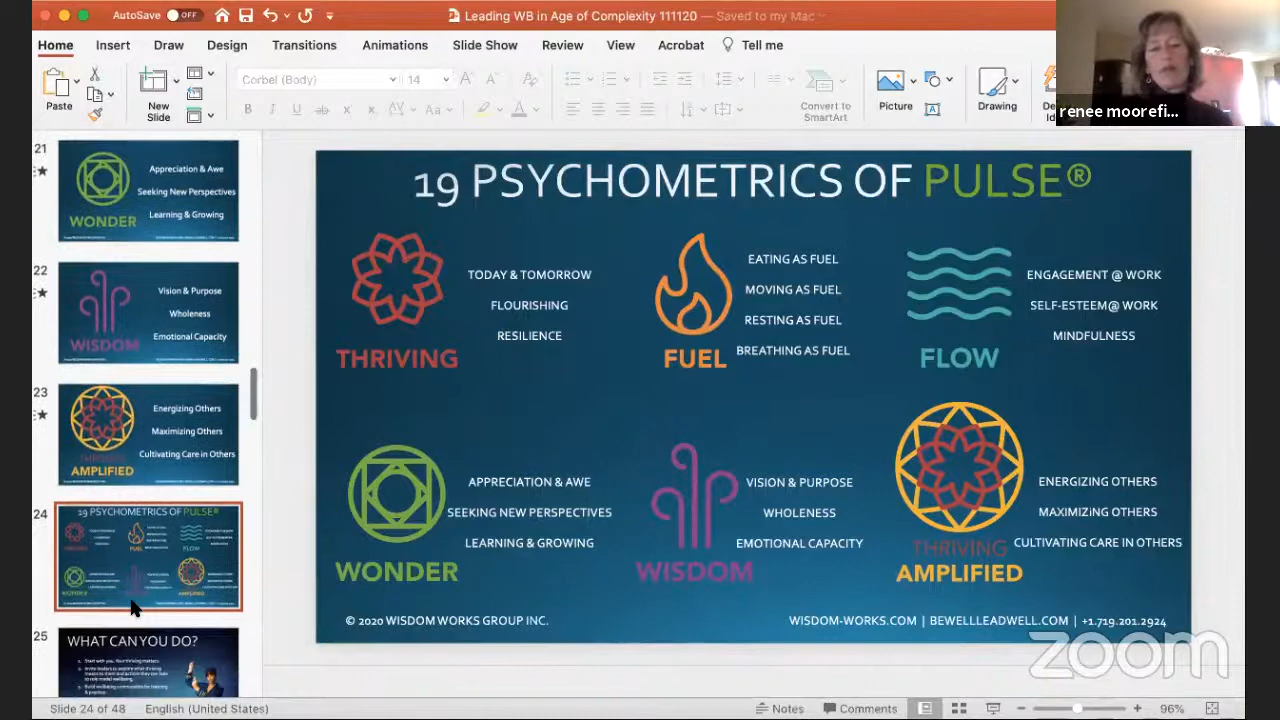 AutoSave OFF
Leading WB in Age of Complexity 111120 — Saved to my Mac
Home Insert Draw Design Transitions Animations Slide Show Review View Acrobat Tell me
Paste
New
Slide
Corbel (Body) 14
Convert to
SmartArt
Picture
Drawing
renee moorefi...
21
Appreciation & Awe
Seeking New Perspectives
Learning & Growing
WONDER
22
Vision & Purpose
Wholeness
Emotional Capacity
WISDOM
23
Energizing Others
Maximizing Others
Cultivating Care in Others
THRIVING
AMPLIFIED
24
19 PSYCHOMETRICS OF PULSE®
25
WHAT CAN YOU DO?
19 PSYCHOMETRICS OF PULSE®
TODAY & TOMORROW
FLOURISHING
RESILIENCE
THRIVING
EATING AS FUEL
MOVING AS FUEL
RESTING AS FUEL
BREATHING AS FUEL
FUEL
ENGAGEMENT @ WORK
SELF-ESTEEM@ WORK
MINDFULNESS
FLOW
APPRECIATION & AWE
SEEKING NEW PERSPECTIVES
LEARNING & GROWING
WONDER
VISION & PURPOSE
WHOLENESS
EMOTIONAL CAPACITY
WISDOM
ENERGIZING OTHERS
MAXIMIZING OTHERS
CULTIVATING CARE IN OTHERS
THRIVING
AMPLIFIED
© 2020 WISDOM WORKS GROUP INC.
WISDOM-WORKS.COM | BEWELLLEADWELL.COM | +1.719.201.2924
zoom
Slide 24 of 48 English (United States)
Notes Comments 96%